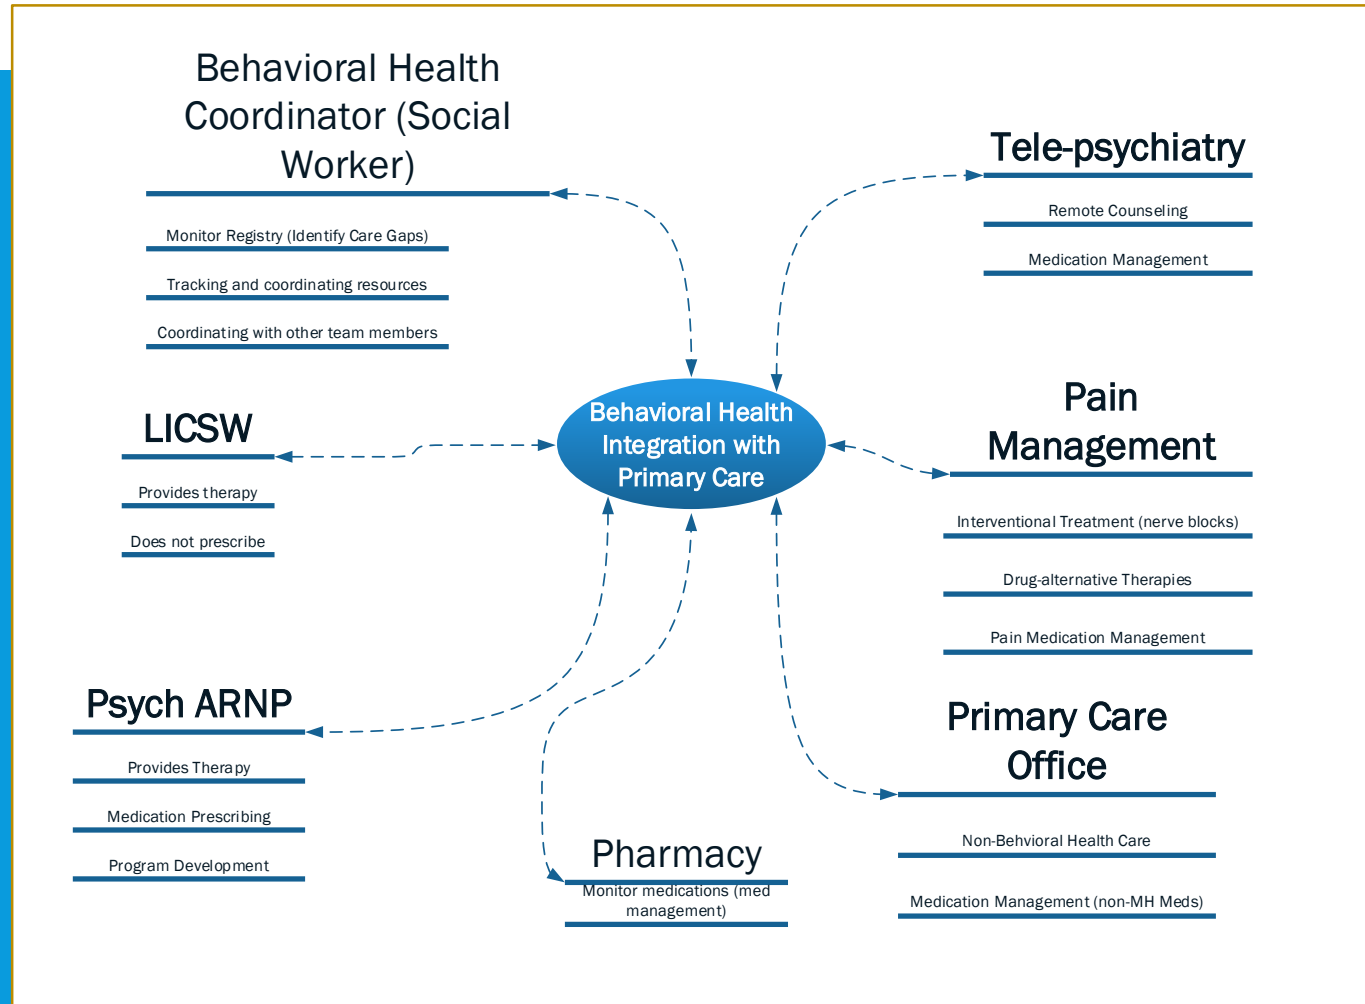 Behavioral Health
Coordinator (Social
Worker)
Monitor Registry (Identify Care Gaps)
Tracking and coordinating resources
Coordinating with other team members
Tele-psychiatry
Remote Counseling
Medication Management
Behavioral Health
Integration with
Primary Care
LICSW
Provides therapy
Does not prescribe
Pain
Management
Interventional Treatment (nerve blocks)
Drug-alternative Therapies
Pain Medication Management
Psych ARNP
Provides Therapy
Medication Prescribing
Program Development
Pharmacy
Monitor medications (med
management)
Primary Care
Office
Non-Behvioral Health Care
Medication Management (non-MH Meds)